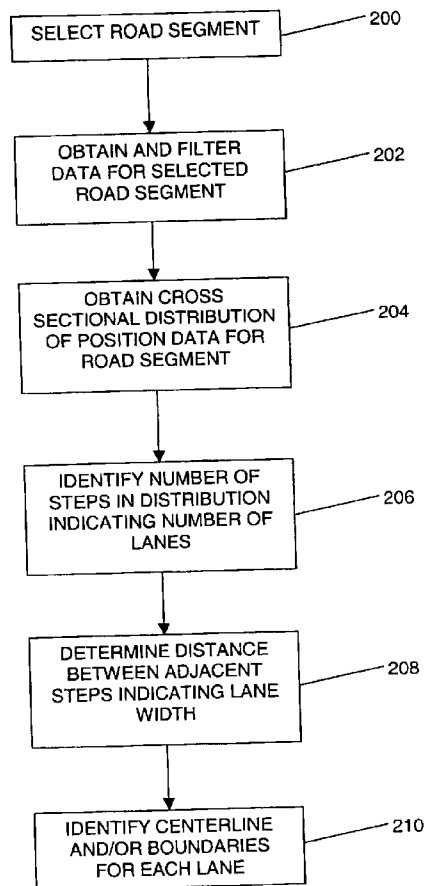 SELECT ROAD SEGMENT
200
OBTAIN AND FILTER
DATA FOR SELECTED
ROAD SEGMENT
202
OBTAIN CROSS
SECTIONAL DISTRIBUTION
OF POSITION DATA FOR
ROAD SEGMENT
204
IDENTIFY NUMBER OF
STEPS IN DISTRIBUTION
INDICATING NUMBER OF
LANES
206
DETERMINE DISTANCE
BETWEEN ADJACENT
STEPS INDICATING LANE
WIDTH
208
IDENTIFY CENTERLINE
AND/OR BOUNDARIES
FOR EACH LANE
210